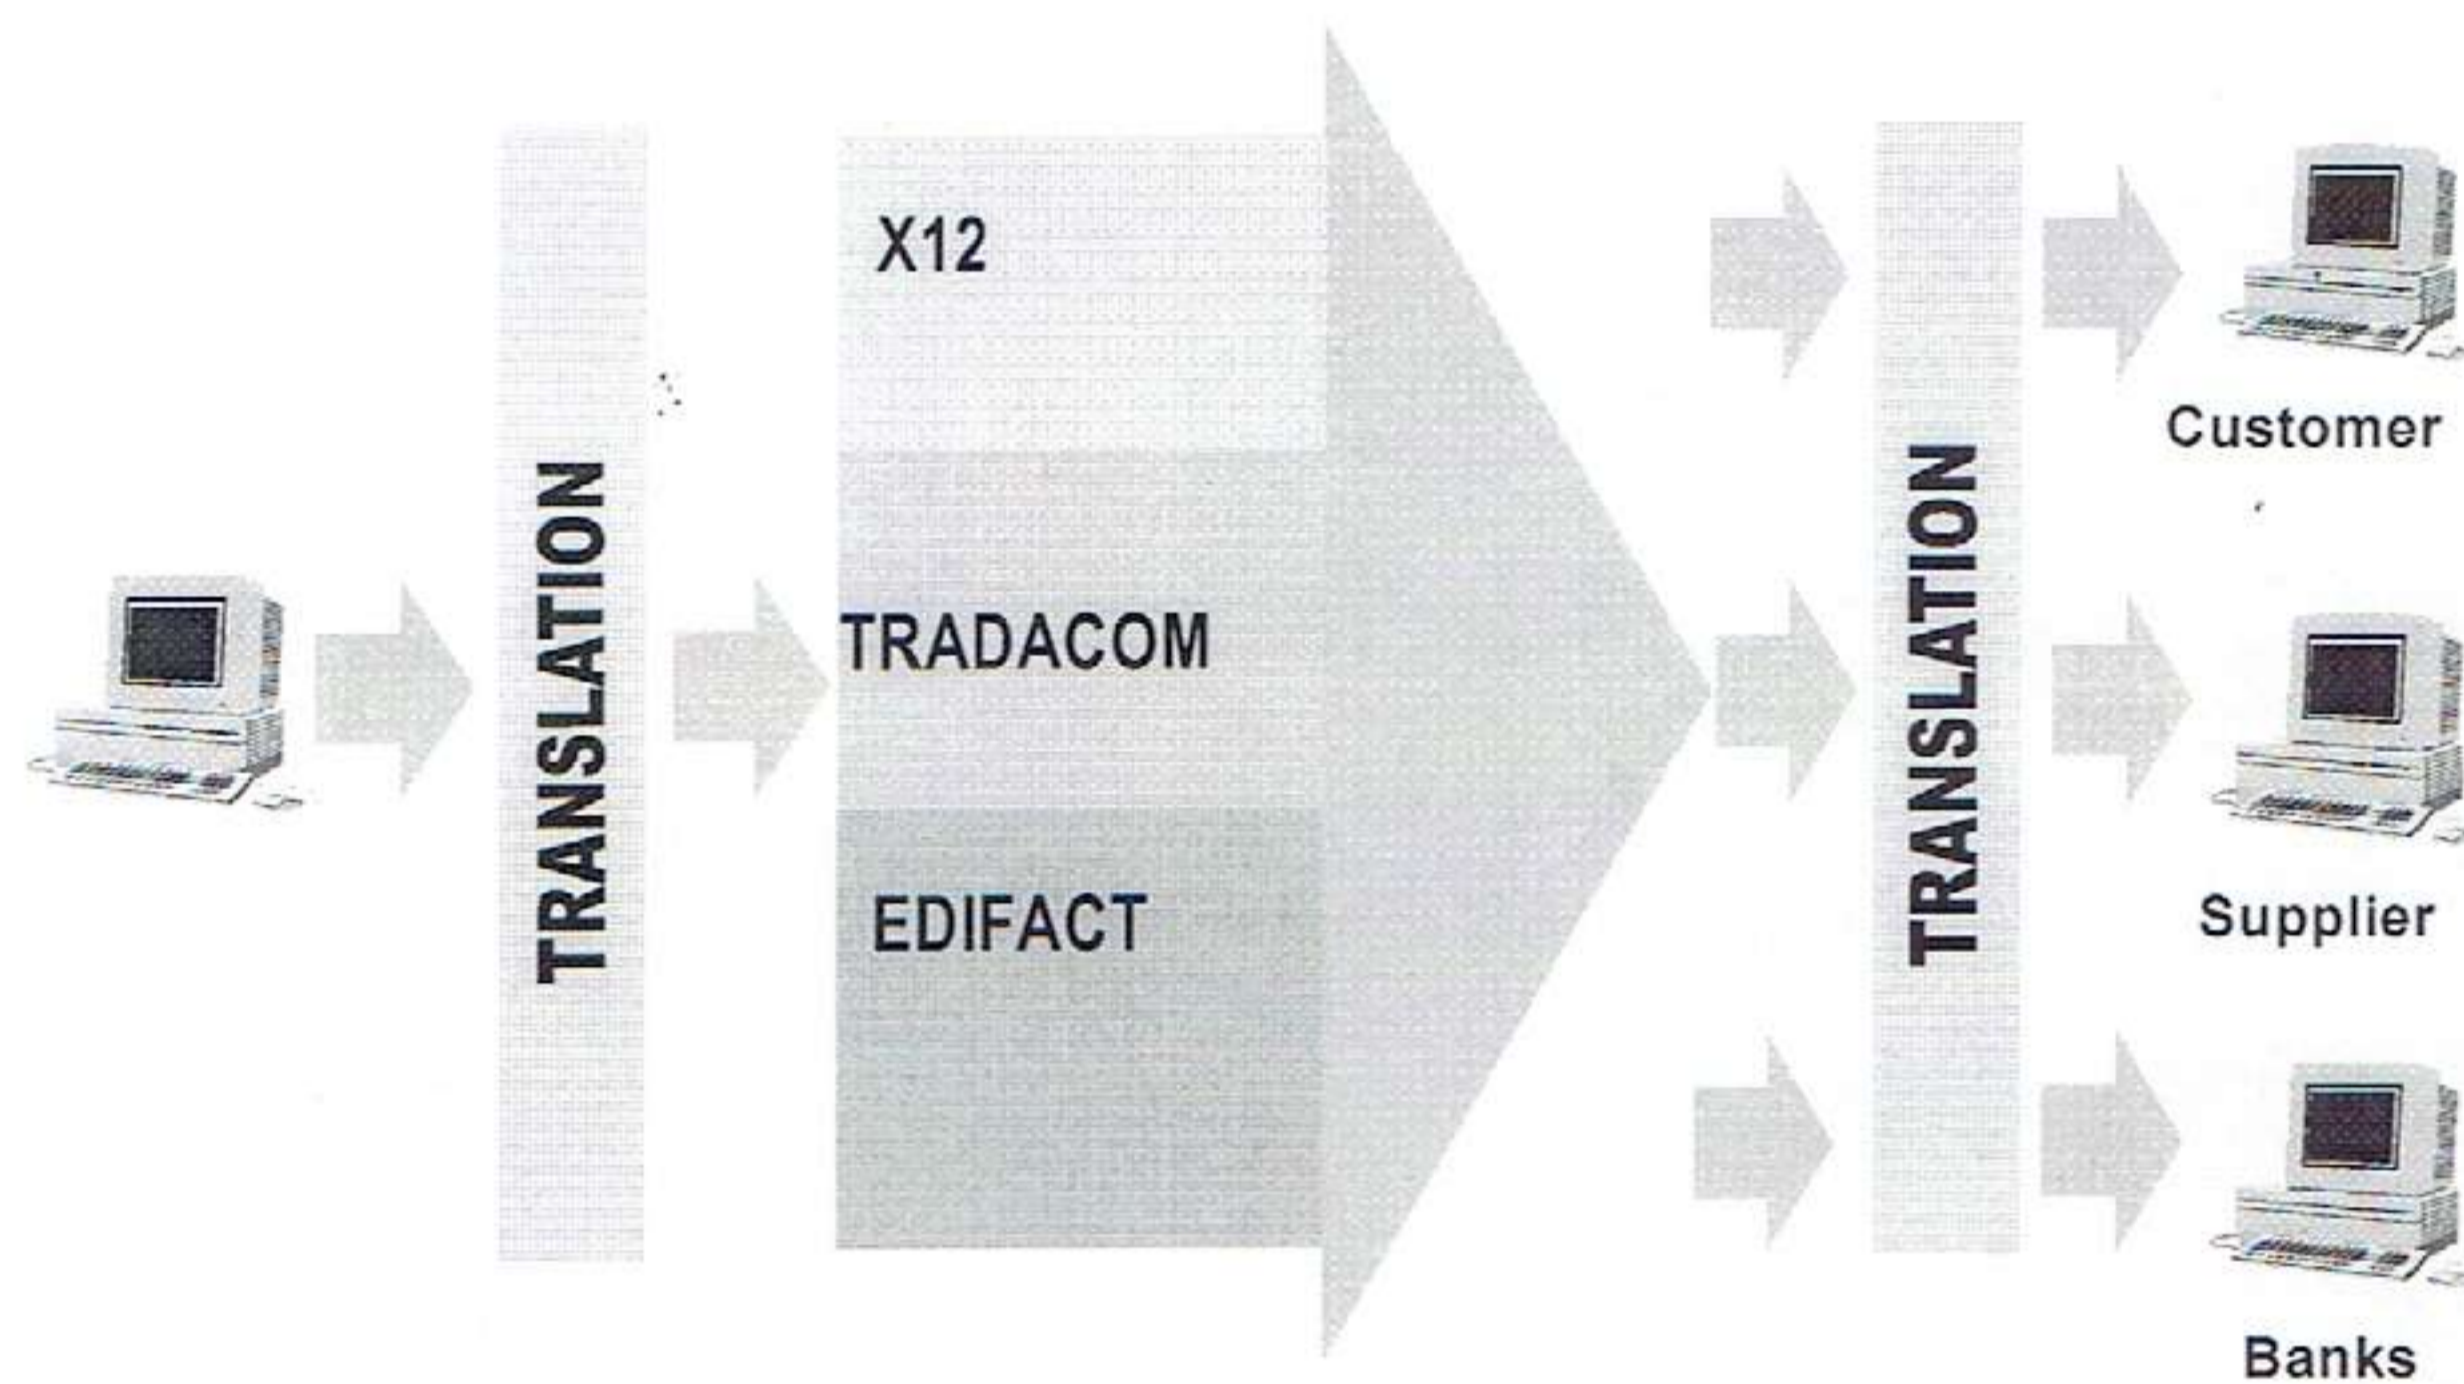 TRANSLATION
X12
TRADACOM
EDIFACT
TRANSLATION
Customer
Supplier
Banks